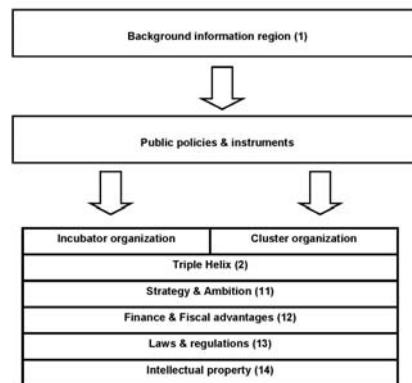 Background information region (1)
Public policies & instruments
Incubator organization Cluster organization
Triple Helix (2)
Strategy & Ambition (11)
Finance & Fiscal advantages (12)
Laws & regulations (13)
Intellectual property (14)